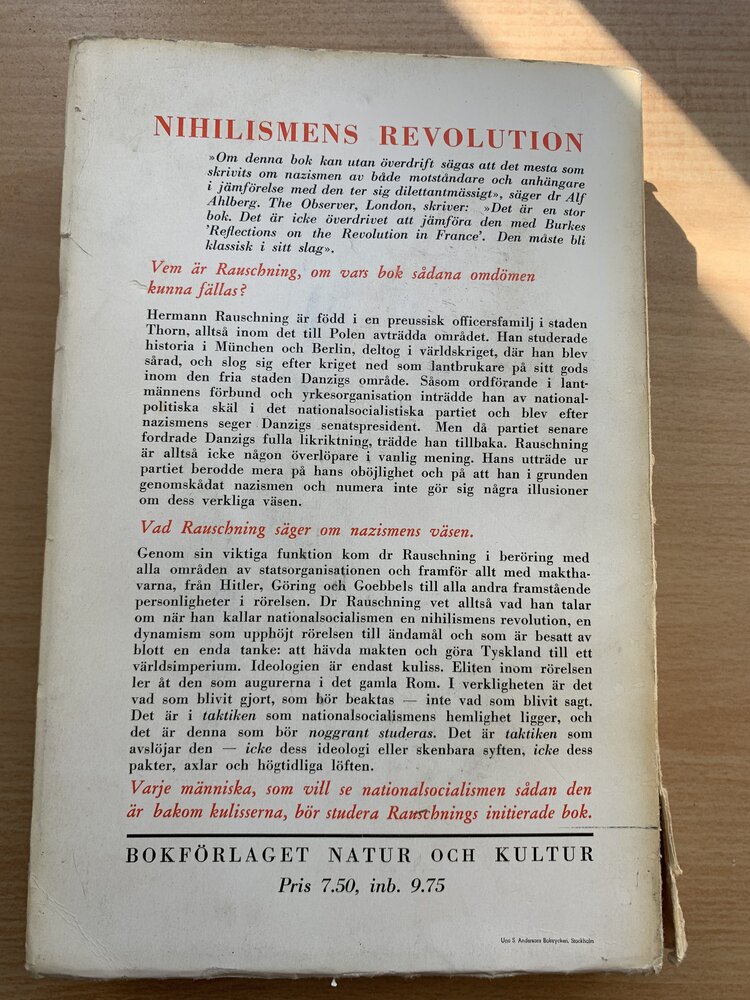 NIHILISMENS REVOLUTION
»Om denna bok kan utan överdrift sägas att det mesta som
skrivits om nazismen av både motståndare och anhängare
i jämförelse med den ter sig dilettantmässigt», säger dr Alf
Ahlberg. The Observer, London, skriver: »Det är en stor
bok. Det är icke överdrivet att jämföra den med Burkes
'Reflections on the Revolution in France'. Den måste bli
klassisk i sitt slag».
Vem är Rauschning, om vars bok sådana omdömen
kunna fällas?
Hermann Rauschning är född i en preussisk officersfamilj i staden
Thorn, alltså inom det till Polen avträdda området. Han studerade
historia i München och Berlin, deltog i världskriget, där han blev
sårad, och slog sig efter kriget ned som lantbrukare på sitt gods
inom den fria staden Danzigs område. Såsom ordförande i lant-
männens förbund och yrkesorganisation inträdde han av national-
politiska skäl i det nationalsocialistiska partiet och blev efter
nazismens seger Danzigs senatspresident. Men då partiet senare
fordrade Danzigs fulla likriktning, trädde han tillbaka. Rauschning
är alltså icke någon överlöpare i vanlig mening. Hans utträde ur
partiet berodde mera på hans oböjlighet och på att han i grunden
genomskådat nazismen och numera inte gör sig några illusioner
om dess verkliga väsen.
Vad Rauschning säger om nazismens väsen.
Genom sin viktiga funktion kom dr Rauschning i beröring med
alla områden av statsorganisationen och framför allt med maktha-
varna, från Hitler, Göring och Goebbels till alla andra framstående
personligheter i rörelsen. Dr Rauschning vet alltså vad han talar
om när han kallar nationalsocialismen en nihilismens revolution, en
dynamism som upphöjt rörelsen till ändamål och som är besatt av
blott en enda tanke: att hävda makten och göra Tyskland till ett
världsimperium. Ideologien är endast kuliss. Eliten inom rörelsen
ler åt den som augurerna i det gamla Rom. I verkligheten är det
vad som blivit gjort, som bör beaktas — inte vad som blivit sagt.
Det är i taktiken som nationalsocialismens hemlighet ligger, och
det är denna som bör noggrant studeras. Det är taktiken som
avslöjar den — icke dess ideologi eller skenbara syften, icke dess
pakter, axlar och högtidliga löften.
Varje människa, som vill se nationalsocialismen sådan den
är bakom kulisserna, bör studera Rauschnings initierade bok.
BOKFÖRLAGET NATUR OCH KULTUR
Pris 7.50, inb. 9.75
Uno S. Anderssons Boktryckeri, Stockholm